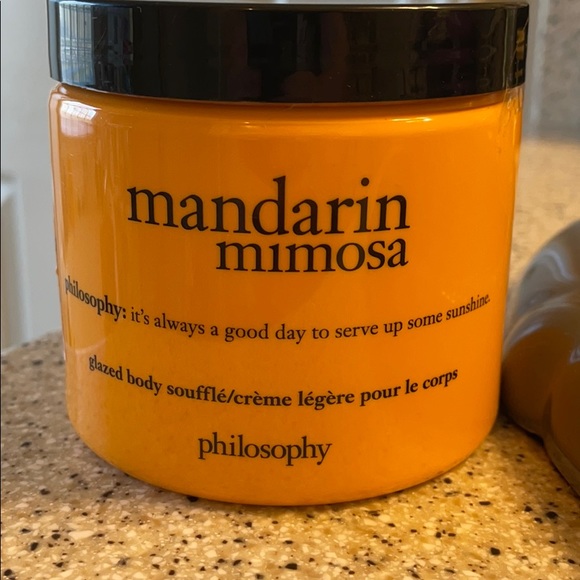 mandarin
mimosa
philosophy: it's always a good day to serve up some sunshine.
glazed body soufflé/crème légère pour le corps
philosophy